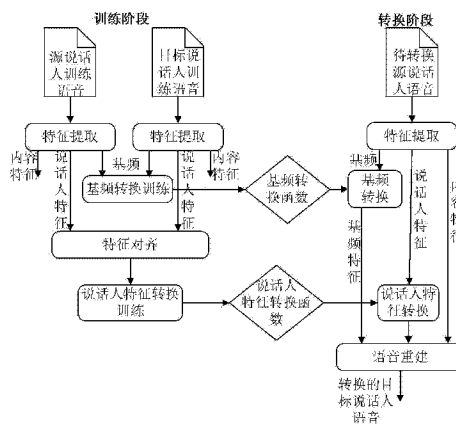 训练阶段
转换阶段
源说话
人训练
语音
目标说
话人训
练语音
待转换
源说话
人语音
特征提取
特征提取
特征提取
内容
特征
说话人特征
基频
说话人特征
内容
特征
基频转换训练
基频转
换函数
基频
基频
转换
说话人特征
内容特征
特征对齐
基频特征
说话人特征转换
训练
说话人
特征转换函
数
说话人特
征转换
语音重建
转换的目
标说话人
语音